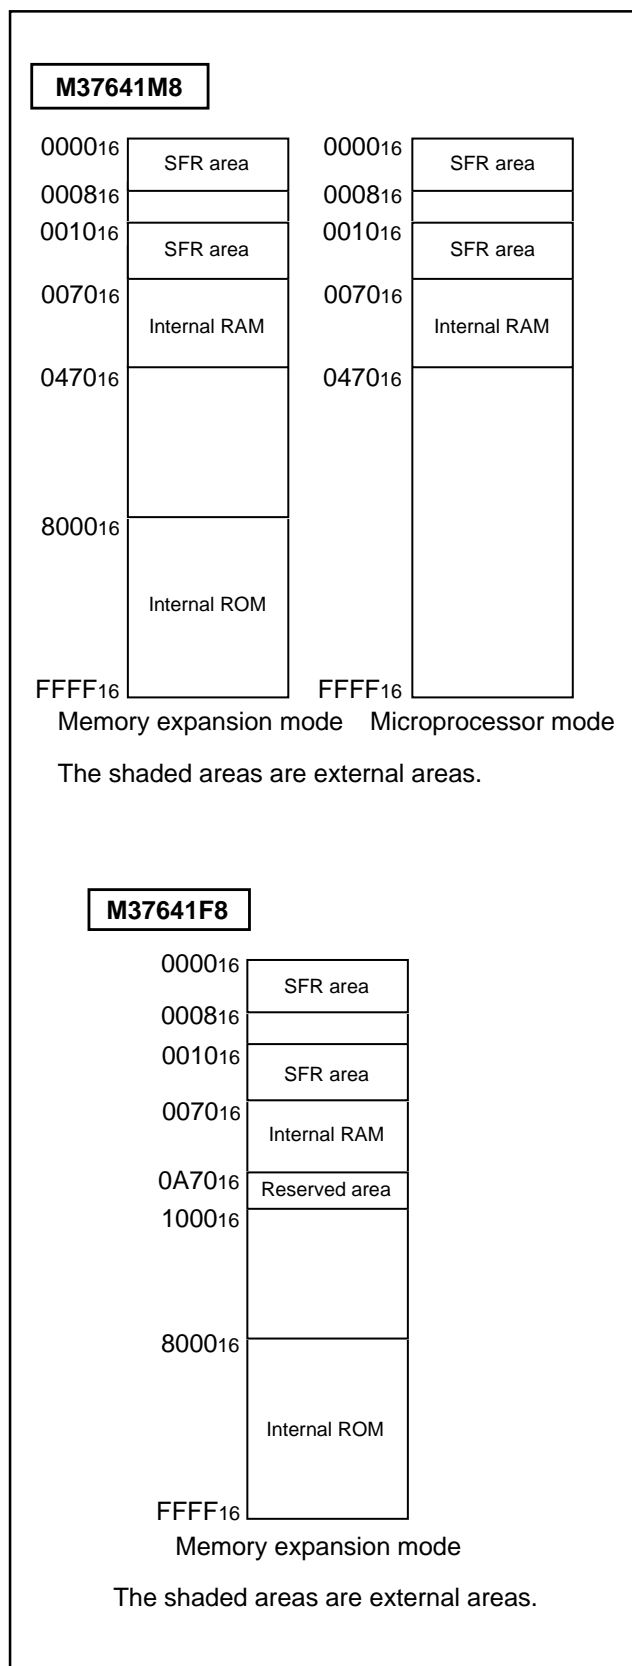 M37641M8
0000₁₆ SFR area 0000₁₆ SFR area
0008₁₆ 0008₁₆
0010₁₆ SFR area 0010₁₆ SFR area
0070₁₆ Internal RAM 0070₁₆ Internal RAM
0470₁₆ 0470₁₆
8000₁₆
Internal ROM
FFFF₁₆ FFFF₁₆
Memory expansion mode Microprocessor mode
The shaded areas are external areas.
M37641F8
0000₁₆ SFR area
0008₁₆
0010₁₆ SFR area
0070₁₆ Internal RAM
0A70₁₆ Reserved area
1000₁₆
8000₁₆
Internal ROM
FFFF₁₆
Memory expansion mode
The shaded areas are external areas.